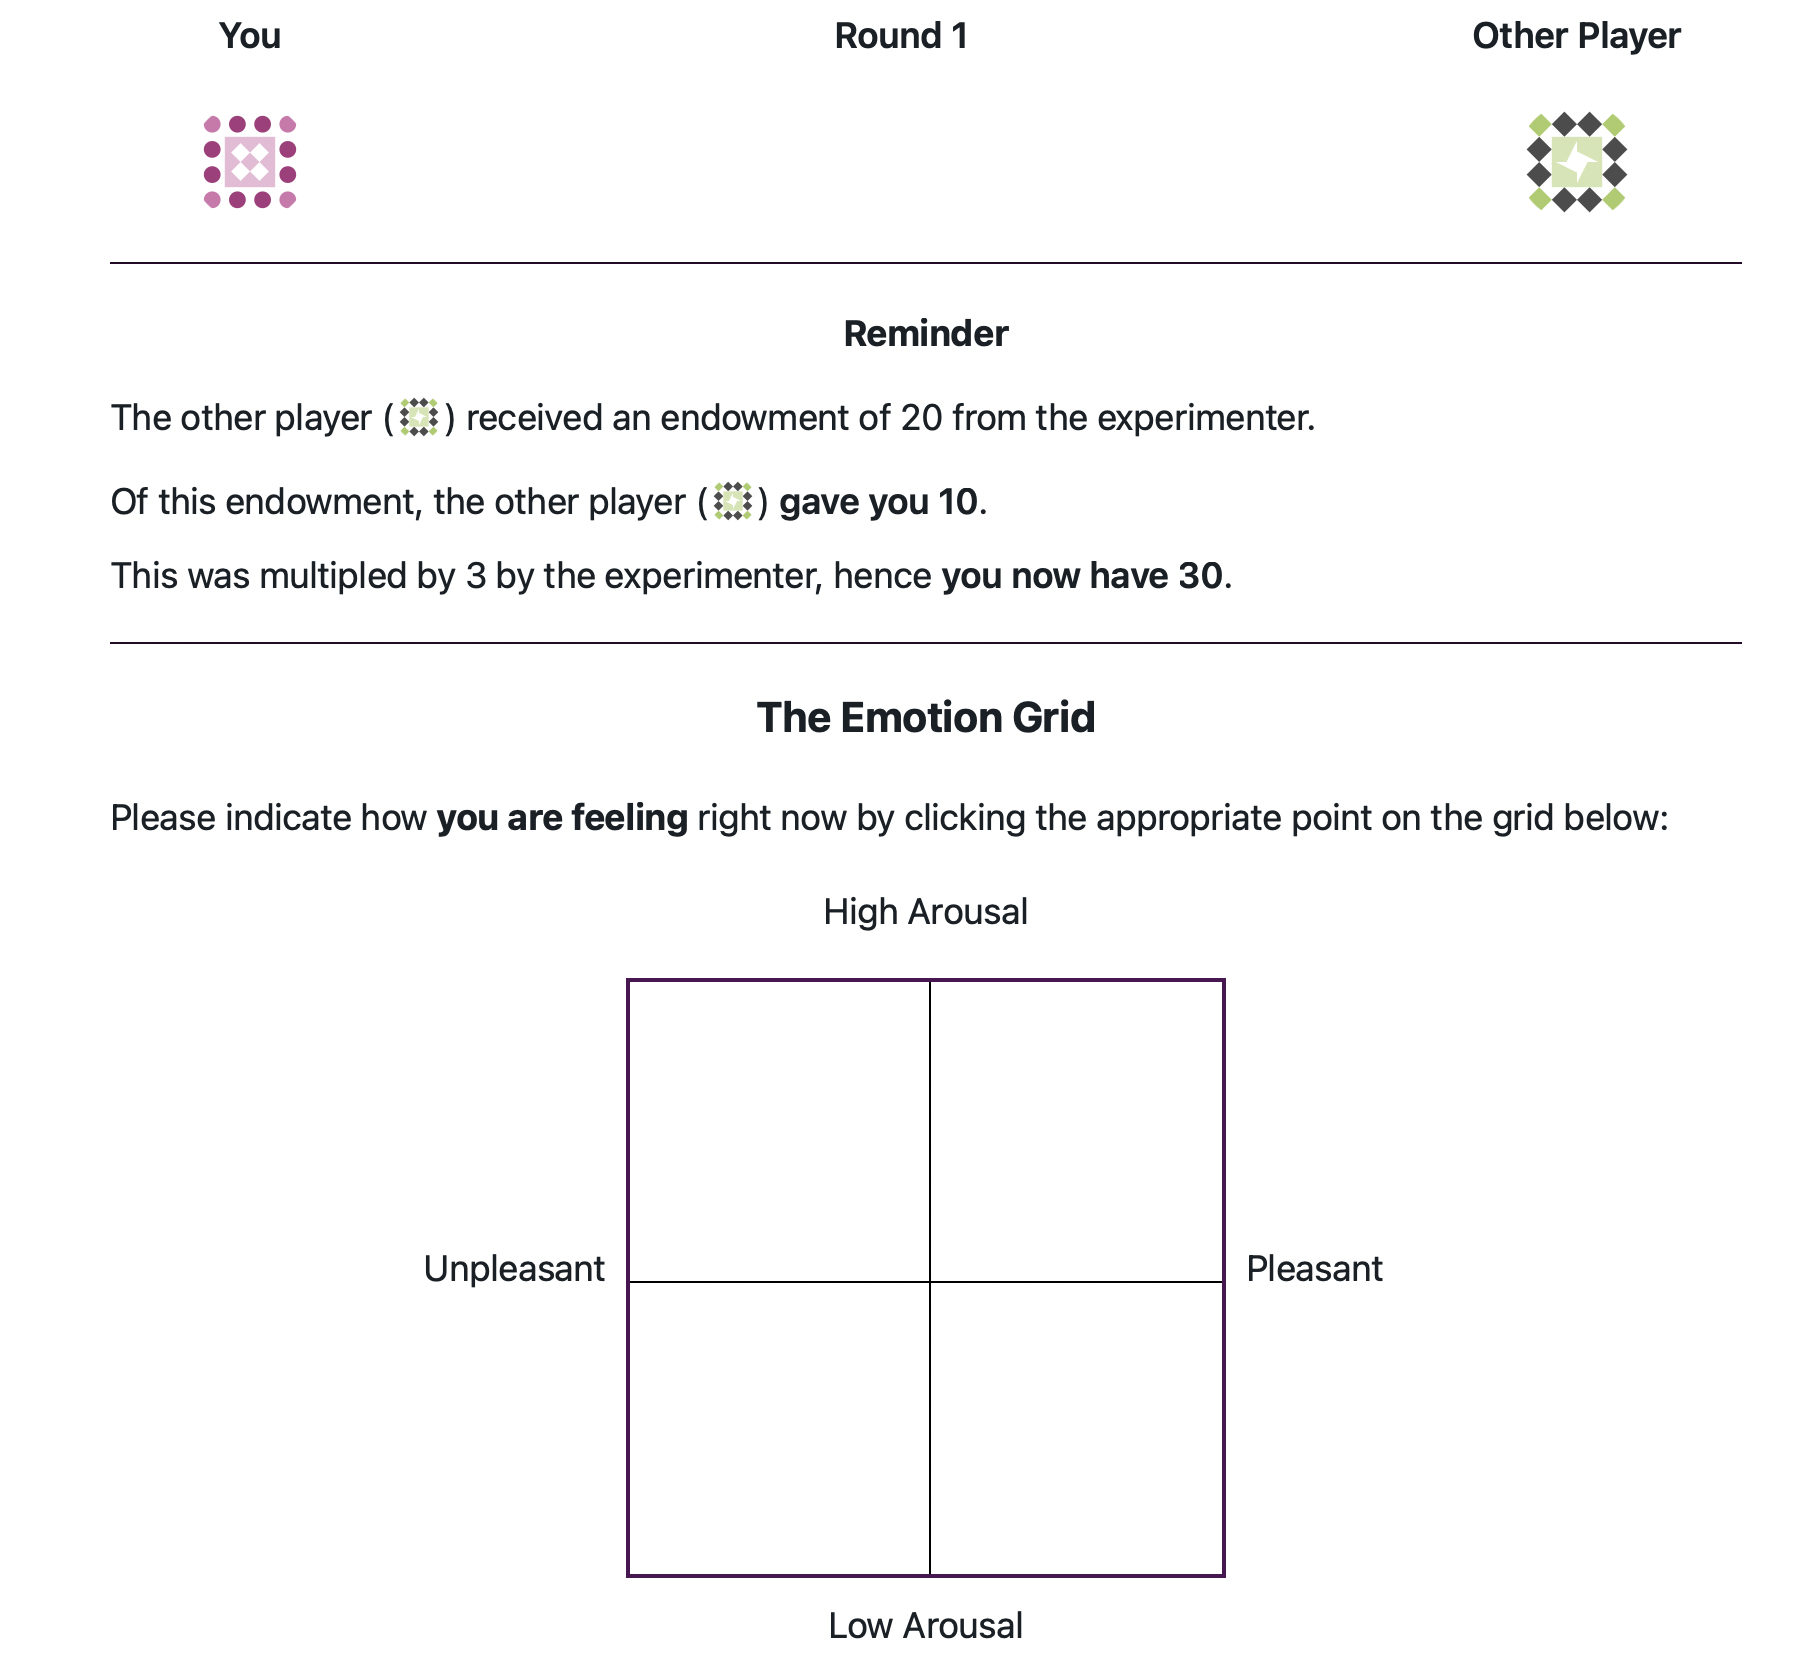 You Round 1 Other Player
Reminder
The other player ( ) received an endowment of 20 from the experimenter.
Of this endowment, the other player ( ) gave you 10.
This was multipled by 3 by the experimenter, hence you now have 30.
The Emotion Grid
Please indicate how you are feeling right now by clicking the appropriate point on the grid below:
High Arousal
Unpleasant Pleasant
Low Arousal